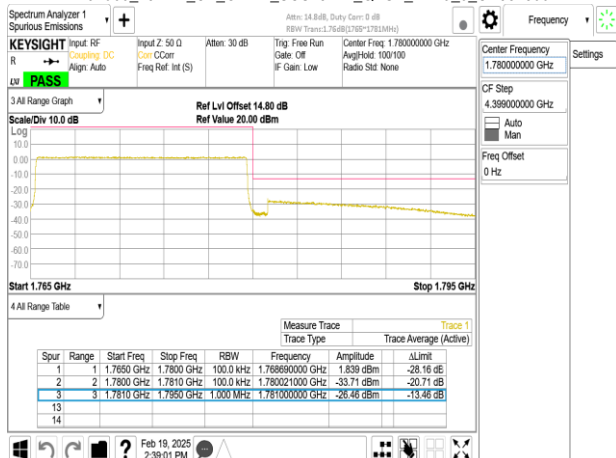 Spectrum Analyzer 1
Spurious Emissions
Attn: 14.8dB, Duty Corr: 0 dB
RBW Trans:1.76dB(1765*1781MHz)
Frequency
KEYSIGHT
Input: RF
Coupling: DC
Align: Auto
Input Z: 50 Ω
Corr CCorr
Freq Ref: Int (S)
Atten: 30 dB
Trig: Free Run
Gate: Off
IF Gain: Low
Center Freq: 1.780000000 GHz
Avg|Hold: 100/100
Radio Std: None
R
LXI
PASS
Center Frequency
1.780000000 GHz
Settings
CF Step
4.399000000 GHz
Auto
Man
Freq Offset
0 Hz
3 All Range Graph
Ref Lvl Offset 14.80 dB
Scale/Div 10.0 dB
Ref Value 20.00 dBm
Log
10.0
0.00
-10.0
-20.0
-30.0
-40.0
-50.0
-60.0
-70.0
Start 1.765 GHz
Stop 1.795 GHz
4 All Range Table
Measure Trace Trace 1
Trace Type Trace Average (Active)
Spur Range Start Freq Stop Freq RBW Frequency Amplitude ΔLimit
1 1 1.7650 GHz 1.7800 GHz 100.0 kHz 1.768690000 GHz 1.839 dBm -28.16 dB
2 2 1.7800 GHz 1.7810 GHz 100.0 kHz 1.780021000 GHz -33.71 dBm -20.71 dB
3 3 1.7810 GHz 1.7950 GHz 1.000 MHz 1.781000000 GHz -26.46 dBm -13.46 dB
13
14
Feb 19, 2025
2:39:01 PM